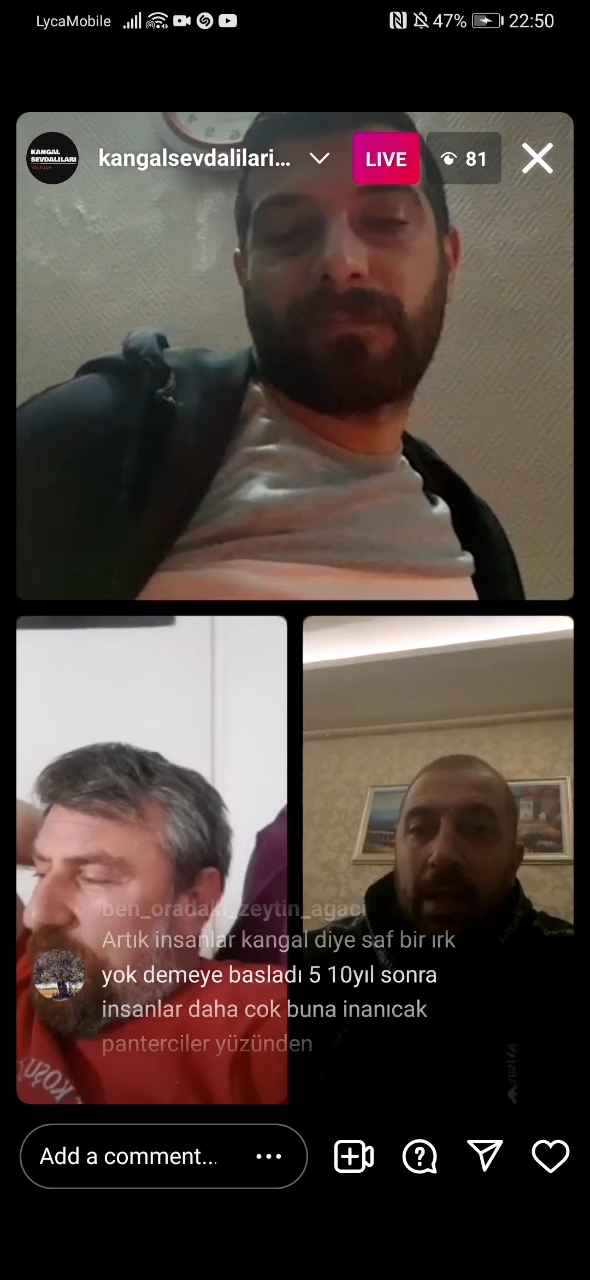 LycaMobile 47% 22:50
KANGAL
SEVDALILARI
YOUTUBE
kangalsevdalilari...
LIVE
81
ben_oradaki_zeytin_agaci
Artık insanlar kangal diye saf bir ırk
yok demeye basladı 5 10yıl sonra
insanlar daha cok buna inanıcak
panterciler yüzünden
Add a comment...